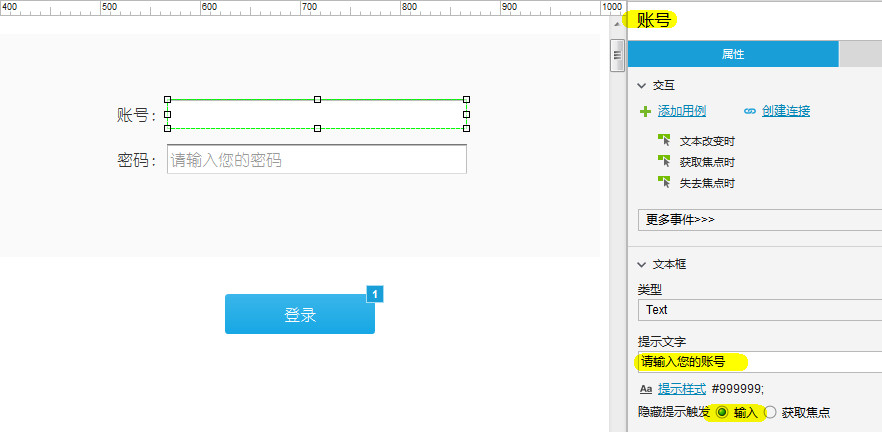 400 500 600 700 800 900 1000
账号
属性
交互
添加用例 创建连接
文本改变时
获取焦点时
失去焦点时
更多事件>>>
文本框
类型
Text
提示文字
请输入您的账号
Aa 提示样式 #999999;
隐藏提示触发 输入 获取焦点
账号：
密码： 请输入您的密码
登录
1